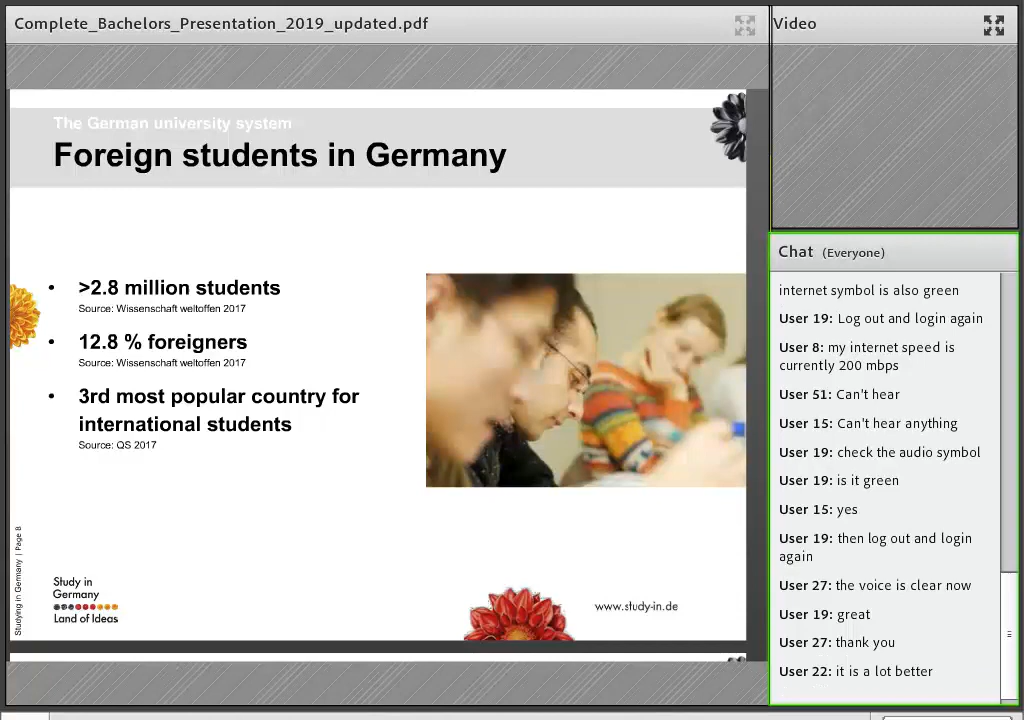 Complete_Bachelors_Presentation_2019_updated.pdf
The German university system
Foreign students in Germany
• >2.8 million students
Source: Wissenschaft weltoffen 2017
• 12.8 % foreigners
Source: Wissenschaft weltoffen 2017
• 3rd most popular country for
international students
Source: QS 2017
Studying in Germany | Page 8
Study in
Germany
Land of Ideas
www.study-in.de
Video
Chat (Everyone)
internet symbol is also green
User 19: Log out and login again
User 8: my internet speed is
currently 200 mbps
User 51: Can't hear
User 15: Can't hear anything
User 19: check the audio symbol
User 19: is it green
User 15: yes
User 19: then log out and login
again
User 27: the voice is clear now
User 19: great
User 27: thank you
User 22: it is a lot better